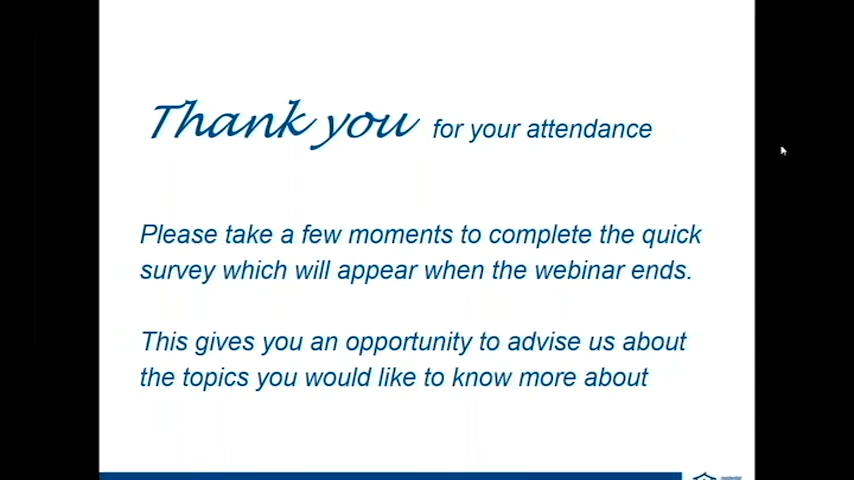 Thank you for your attendance
Please take a few moments to complete the quick
survey which will appear when the webinar ends.
This gives you an opportunity to advise us about
the topics you would like to know more about